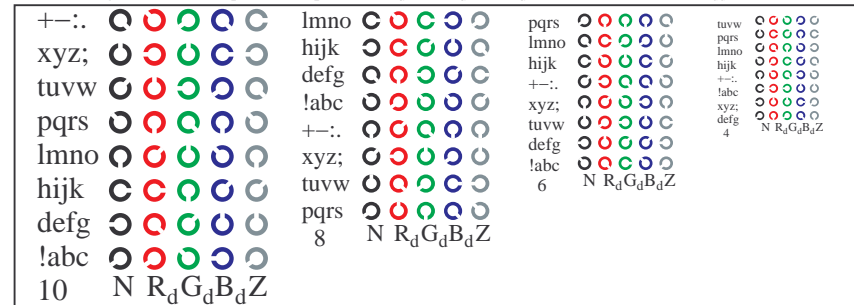 +−:.
xyz;
tuvw
pqrs
lmno
hijk
defg
!abc
10 N RdGdBdZ
lmno
hijk
defg
!abc
+−:.
xyz;
tuvw
pqrs
8 N RdGdBdZ
pqrs
lmno
hijk
+−:.
xyz;
tuvw
defg
!abc
6 N RdGdBdZ
tuvw
pqrs
lmno
hijk
+−:.
!abc
xyz;
defg
4 N RdGdBdZ